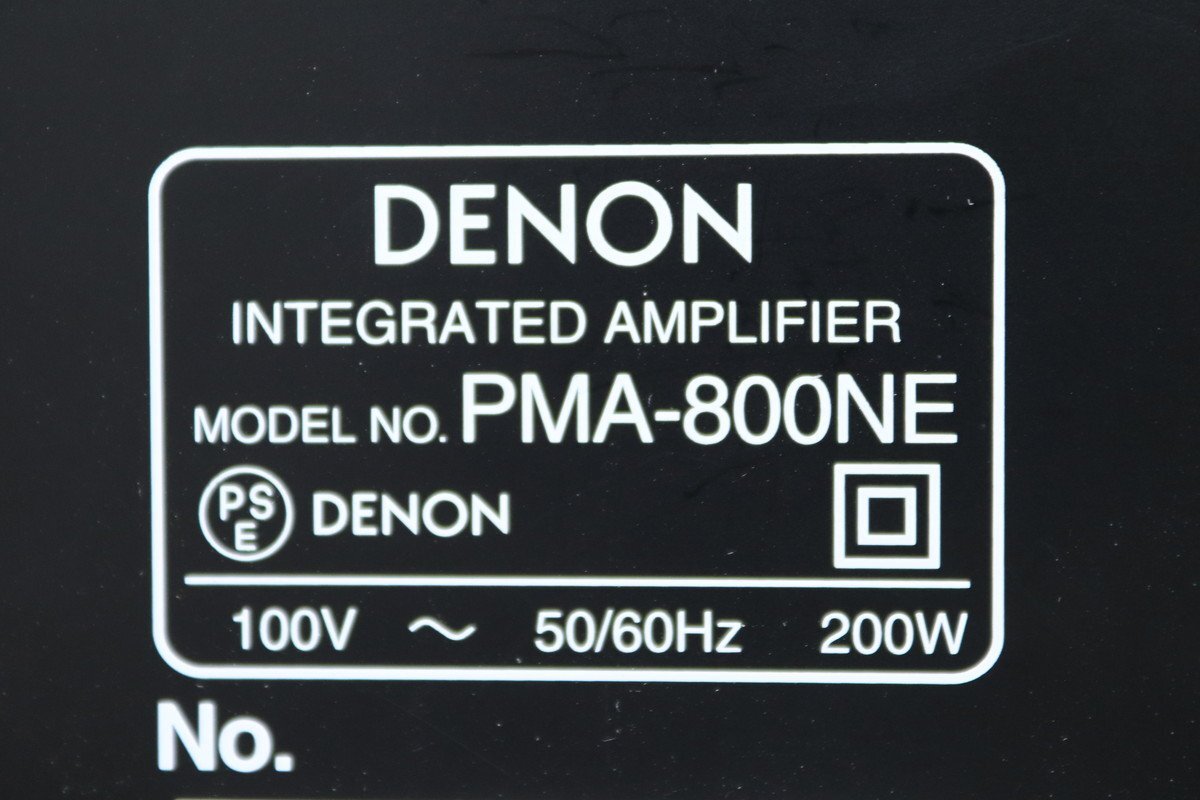 DENON
INTEGRATED AMPLIFIER
MODEL NO. PMA-800NE
PSE DENON
100V ～ 50/60Hz 200W
No.